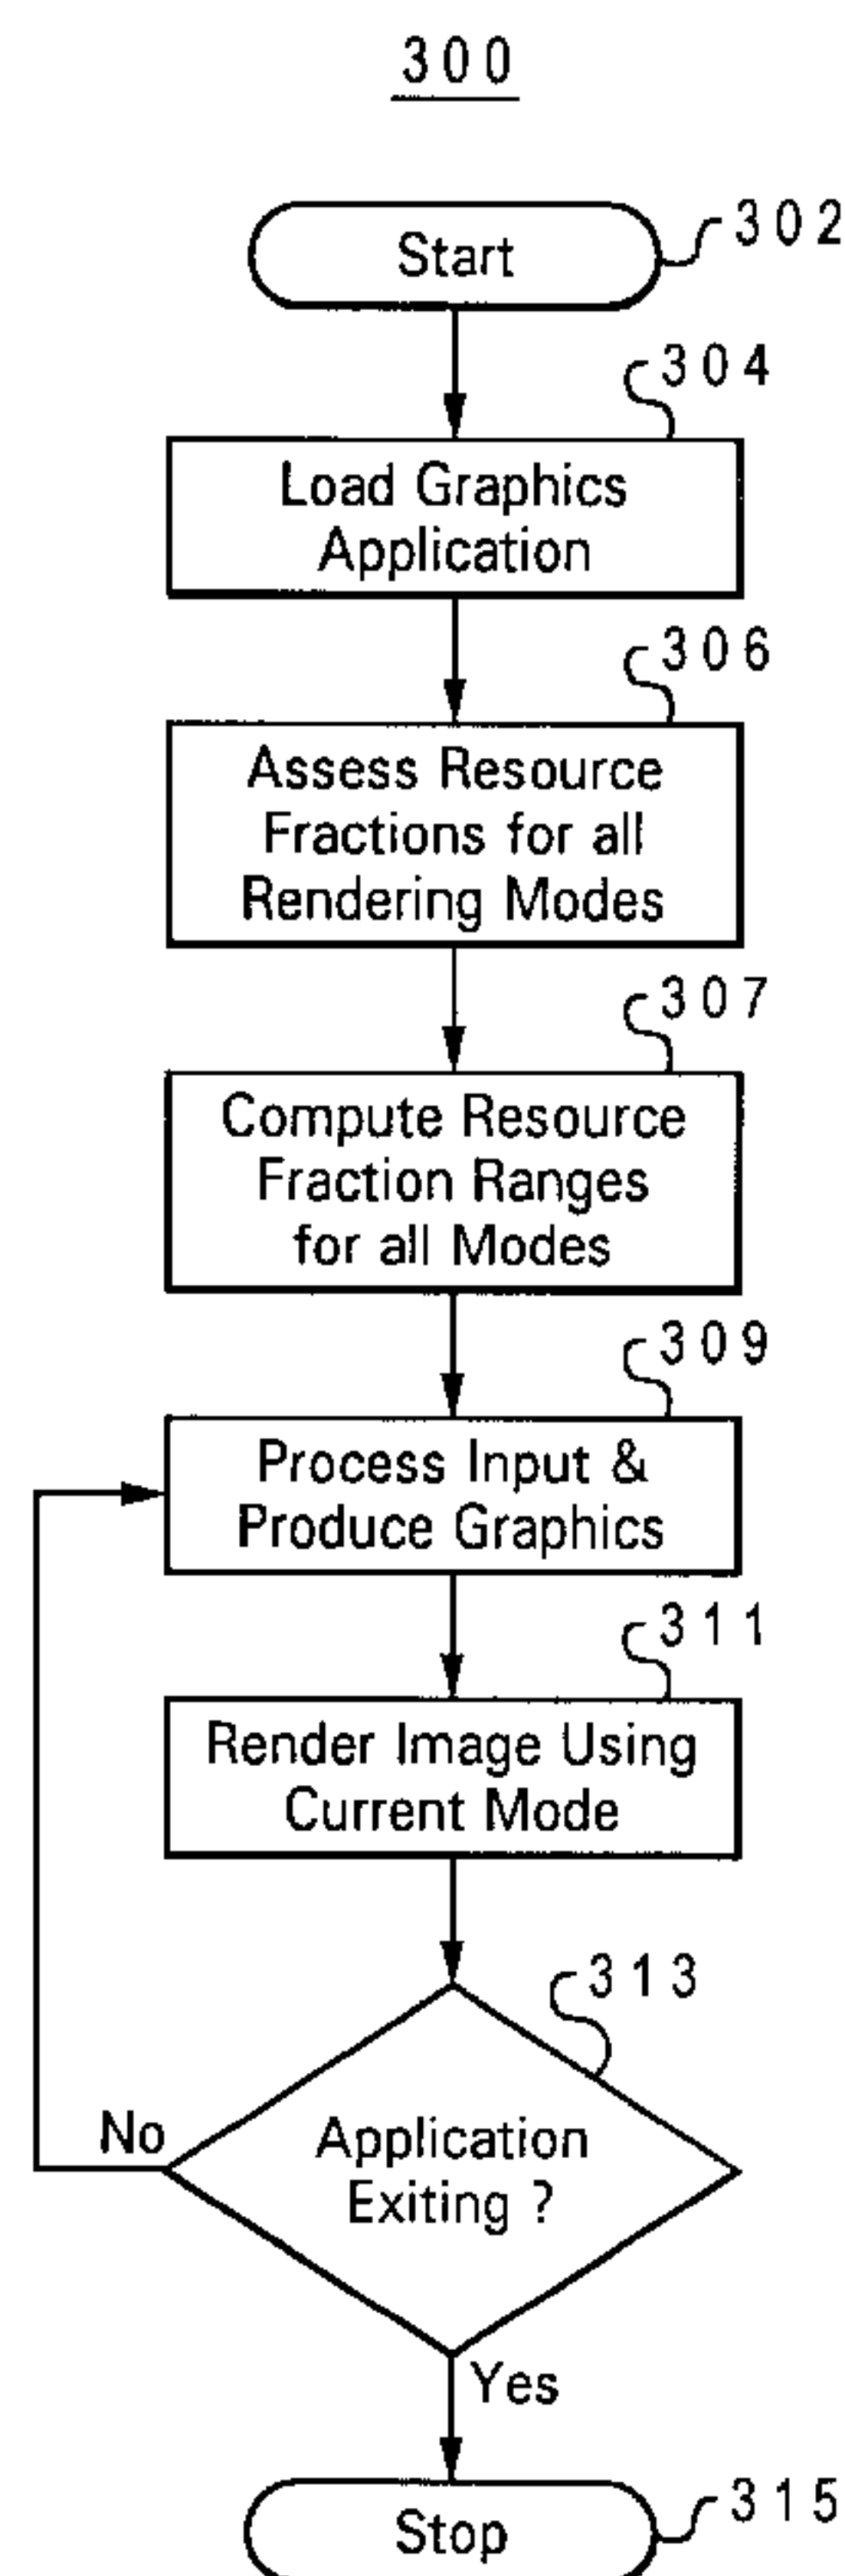 300
Start
302
304
Load Graphics
Application
306
Assess Resource
Fractions for all
Rendering Modes
307
Compute Resource
Fraction Ranges
for all Modes
309
Process Input &
Produce Graphics
311
Render Image Using
Current Mode
313
Application
Exiting ?
No
Yes
Stop
315